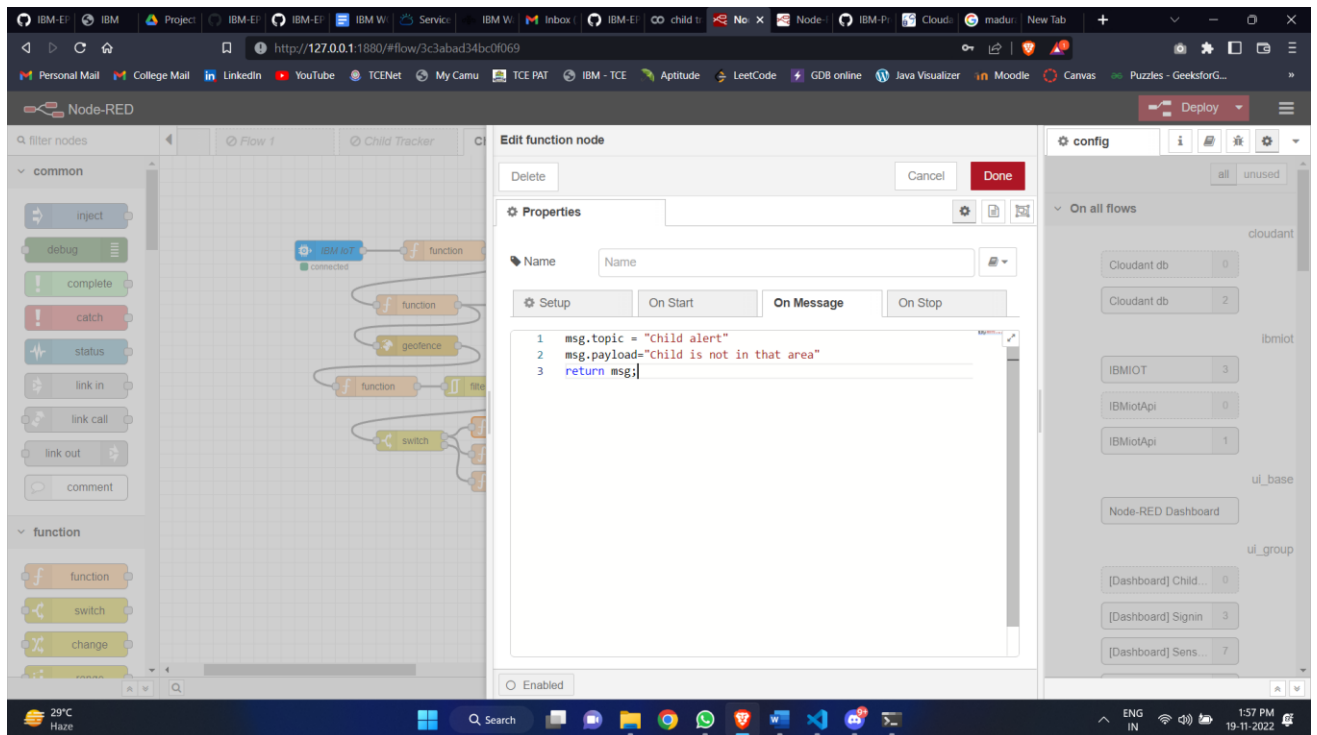 IBM-EF IBM Project IBM-EF IBM-EF IBM W Service IBM W Inbox ( IBM-EF child t No Node- IBM-Pr Clouda madur New Tab
http://127.0.0.1:1880/#flow/3c3abad34bc0f069
Personal Mail College Mail LinkedIn YouTube TCENet My Camu TCE PAT IBM - TCE Aptitude LeetCode GDB online Java Visualizer Moodle Canvas Puzzles - GeeksforG... »
Node-RED Deploy
filter nodes Flow 1 Child Tracker Edit function node config
common Delete Cancel Done all unused
Properties On all flows
inject cloudant
debug IBM IoT function Name Name Cloudant db 0
connected
complete function Setup On Start On Message On Stop Cloudant db 2
catch
1 msg.topic = "Child alert" ibmiot
2 msg.payload="Child is not in that area"
status geofence
3 return msg; IBMIOT 3
link in function filte
IBMiotApi 0
link call
switch IBMiotApi 1
link out
comment ui_base
Node-RED Dashboard
function
ui_group
function [Dashboard] Child... 0
switch [Dashboard] Signin 3
change [Dashboard] Sens... 7
range
Enabled
29°C
Haze
Search
ENG
IN
1:57 PM
19-11-2022